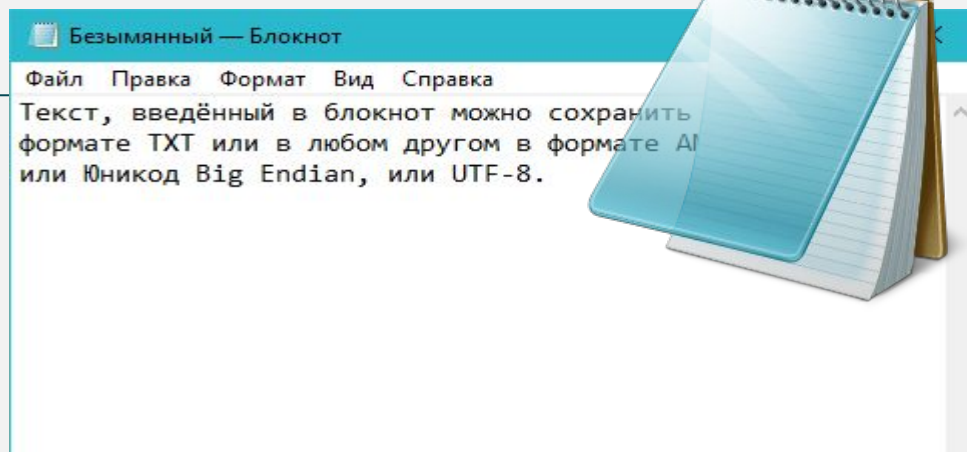 Безымянный — Блокнот
Файл Правка Формат Вид Справка
Текст, введённый в блокнот можно сохранить
формате TXT или в любом другом в формате
или Юникод Big Endian, или UTF-8.